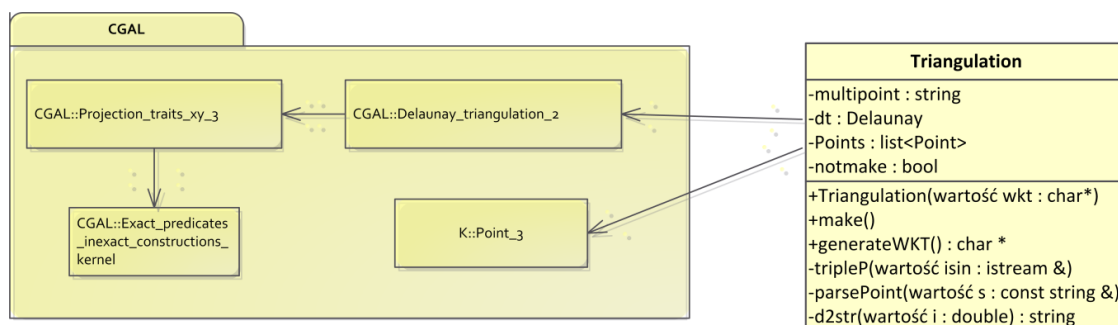 CGAL
CGAL::Projection_traits_xy_3
CGAL::Delaunay_triangulation_2
CGAL::Exact_predicates
_inexact_constructions_
kernel
K::Point_3
Triangulation
-multipoint : string
-dt : Delaunay
-Points : list<Point>
-notmake : bool
+Triangulation(wartość wkt : char*)
+make()
+generateWKT() : char *
-tripleP(wartość isin : istream &)
-parsePoint(wartość s : const string &)
-d2str(wartość i : double) : string